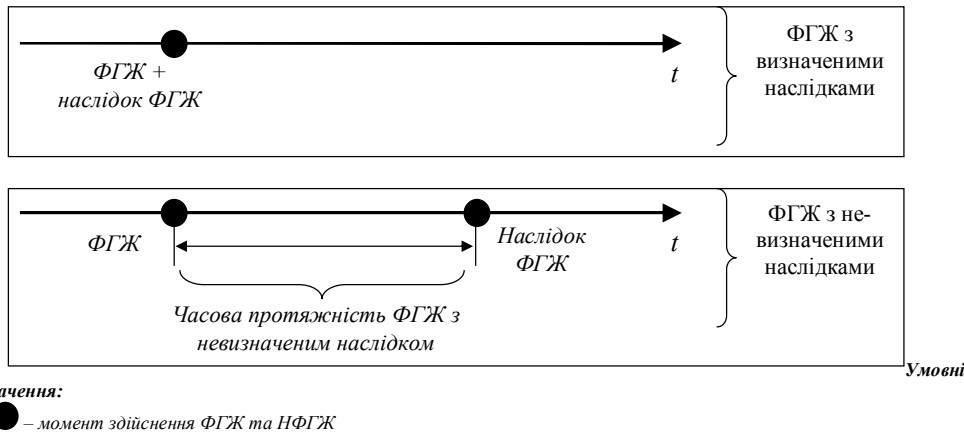 ФГЖ +
наслідок ФГЖ
t
ФГЖ з
визначеними
наслідками
ФГЖ
Наслідок
ФГЖ
t
Часова протяжність ФГЖ з
невизначеним наслідком
ФГЖ з не-
визначеними
наслідками
Умовні
ачення:
– момент здійснення ФГЖ та НФГЖ